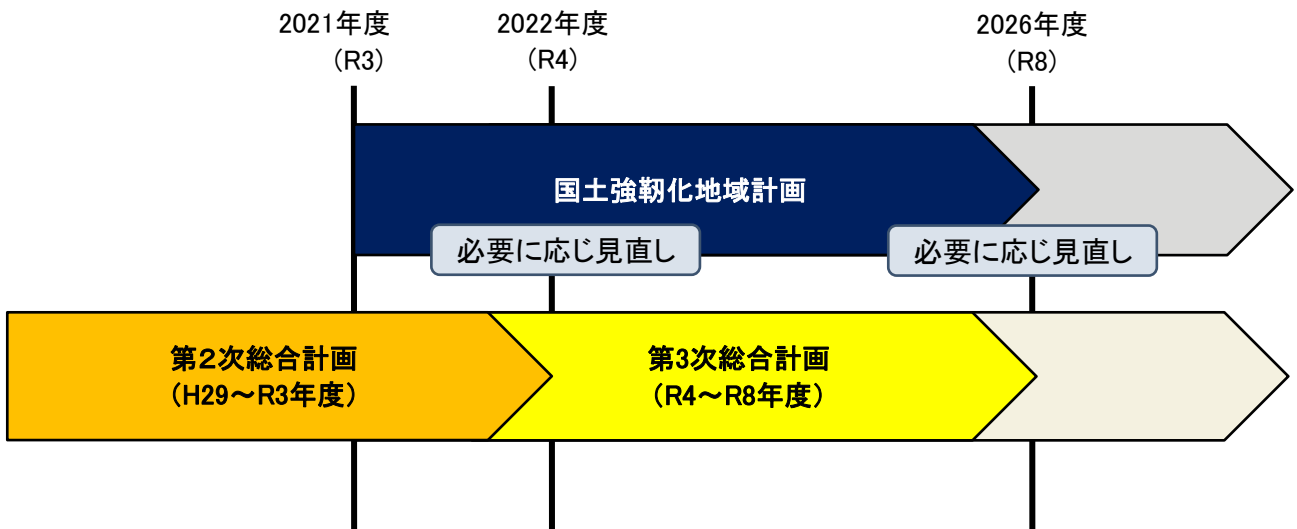 2021年度
（R3）
2022年度
（R4）
2026年度
（R8）
国土強靭化地域計画
必要に応じ見直し
必要に応じ見直し
第２次総合計画
（H29～R3年度）
第3次総合計画
（R4～R8年度）